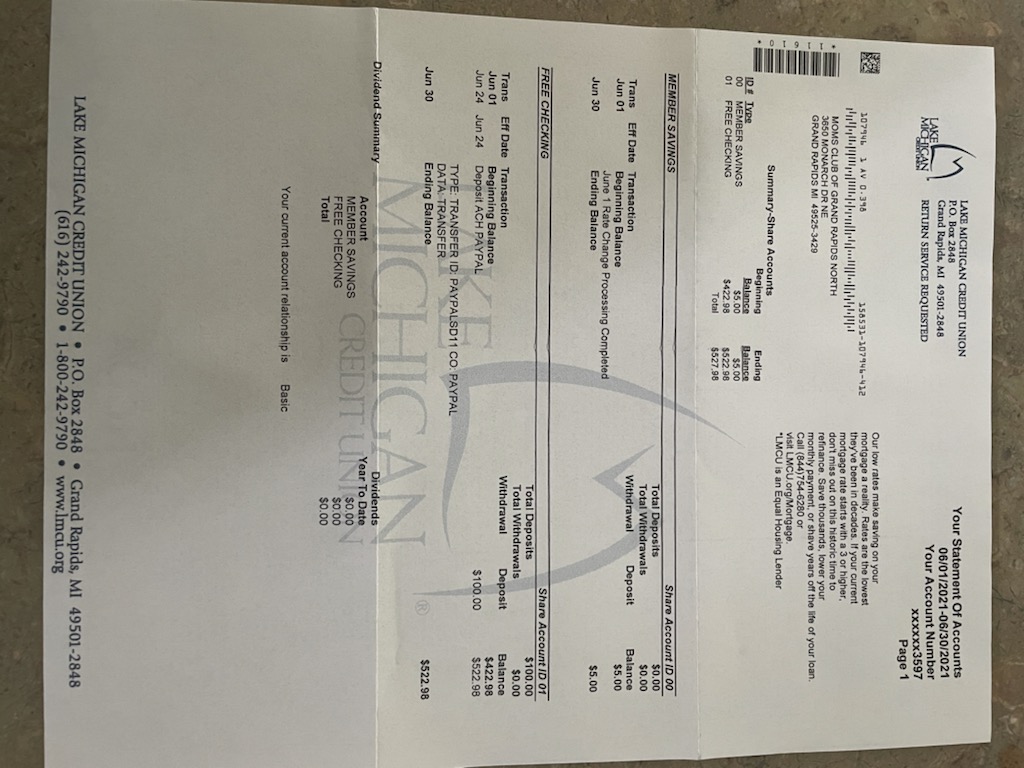 LAKE MICHIGAN CREDIT UNION
P.O. Box 2848
Grand Rapids, MI 49501-2848
RETURN SERVICE REQUESTED
LAKE
MICHIGAN
CREDIT UNION
Your Statement Of Accounts
06/01/2021-06/30/2021
Your Account Number
xxxxxx3597
Page 1
107946 1 AV 0.398 158531-107946-412
MOMS CLUB OF GRAND RAPIDS NORTH
3650 MONARCH DR NE
GRAND RAPIDS MI 49525-3429
*11610*
Our low rates make saving on your
mortgage a reality. Rates are the lowest
they've been in decades. If your current
mortgage rate starts with a 3 or higher,
don't miss out on this historic time to
refinance. Save thousands, lower your
monthly payment, or shave years off the life of your loan.
Call (844)754-6280 or
visit LMCU.org/Mortgage.
*LMCU is an Equal Housing Lender
Summary-Share Accounts
Beginning Ending
ID # Type Balance Balance
00 MEMBER SAVINGS $5.00 $5.00
01 FREE CHECKING $422.98 $522.98
Total $527.98
MEMBER SAVINGS Share Account ID 00
Total Deposits $0.00
Total Withdrawals $0.00
Trans Eff Date Transaction Withdrawal Deposit Balance
Jun 01 Beginning Balance $5.00
June 1 Rate Change Processing Completed
Jun 30 Ending Balance $5.00
FREE CHECKING Share Account ID 01
Total Deposits $100.00
Total Withdrawals $0.00
Trans Eff Date Transaction Withdrawal Deposit Balance
Jun 01 Beginning Balance $422.98
Jun 24 Jun 24 Deposit ACH PAYPAL $100.00 $522.98
TYPE: TRANSFER ID: PAYPALSD11 CO: PAYPAL
DATA: TRANSFER
Jun 30 Ending Balance $522.98
LAKE
MICHIGAN
CREDIT UNION
®
Dividend Summary
Dividends
Account Year To Date
MEMBER SAVINGS $0.00
FREE CHECKING $0.00
Total $0.00
Your current account relationship is Basic
LAKE MICHIGAN CREDIT UNION • P.O. Box 2848 • Grand Rapids, MI 49501-2848
(616) 242-9790 • 1-800-242-9790 • www.lmcu.org